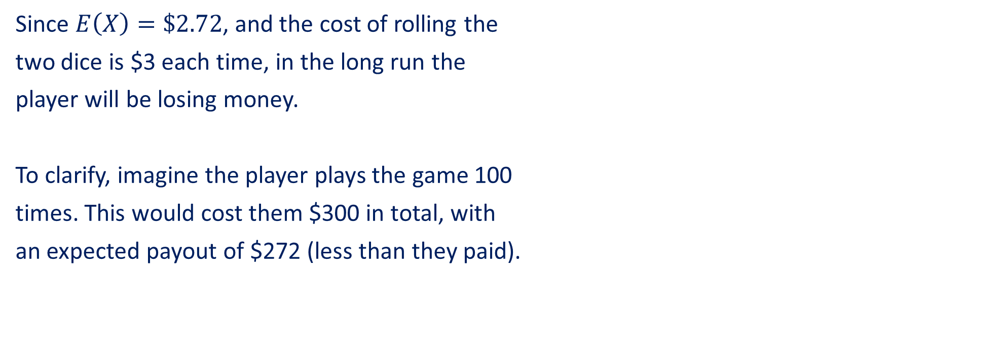 Since E(X) = $2.72, and the cost of rolling the
two dice is $3 each time, in the long run the
player will be losing money.
To clarify, imagine the player plays the game 100
times. This would cost them $300 in total, with
an expected payout of $272 (less than they paid).